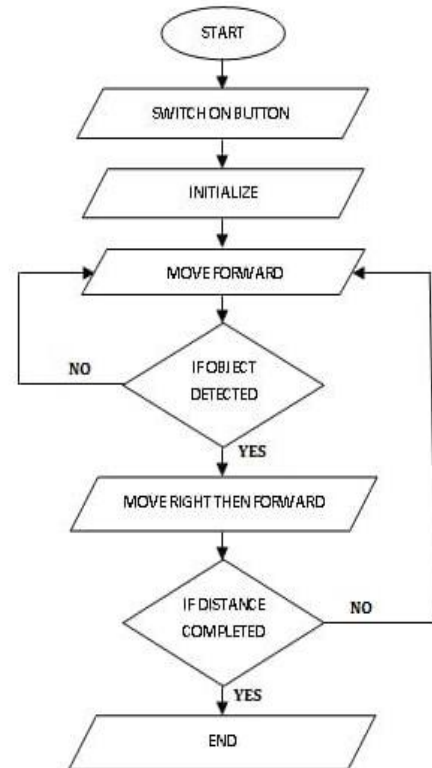 START
SWITCH ON BUTTON
INITIALIZE
MOVE FORWARD
NO
IF OBJECT
DETECTED
YES
MOVE RIGHT THEN FORWARD
IF DISTANCE
COMPLETED
NO
YES
END